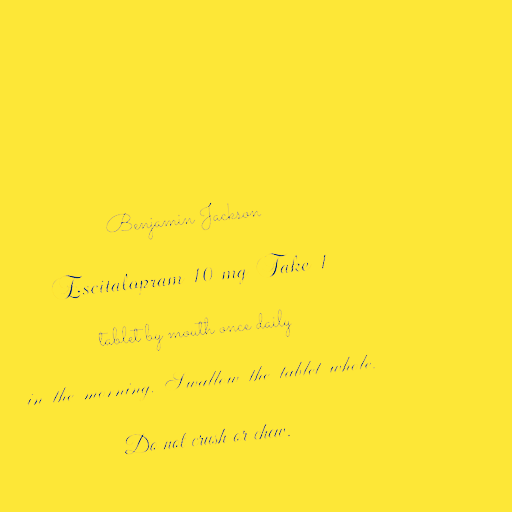 Benjamin Jackson
Escitalopram 10 mg Take 1
tablet by mouth once daily
in the morning. Swallow the tablet whole.
Do not crush or chew.